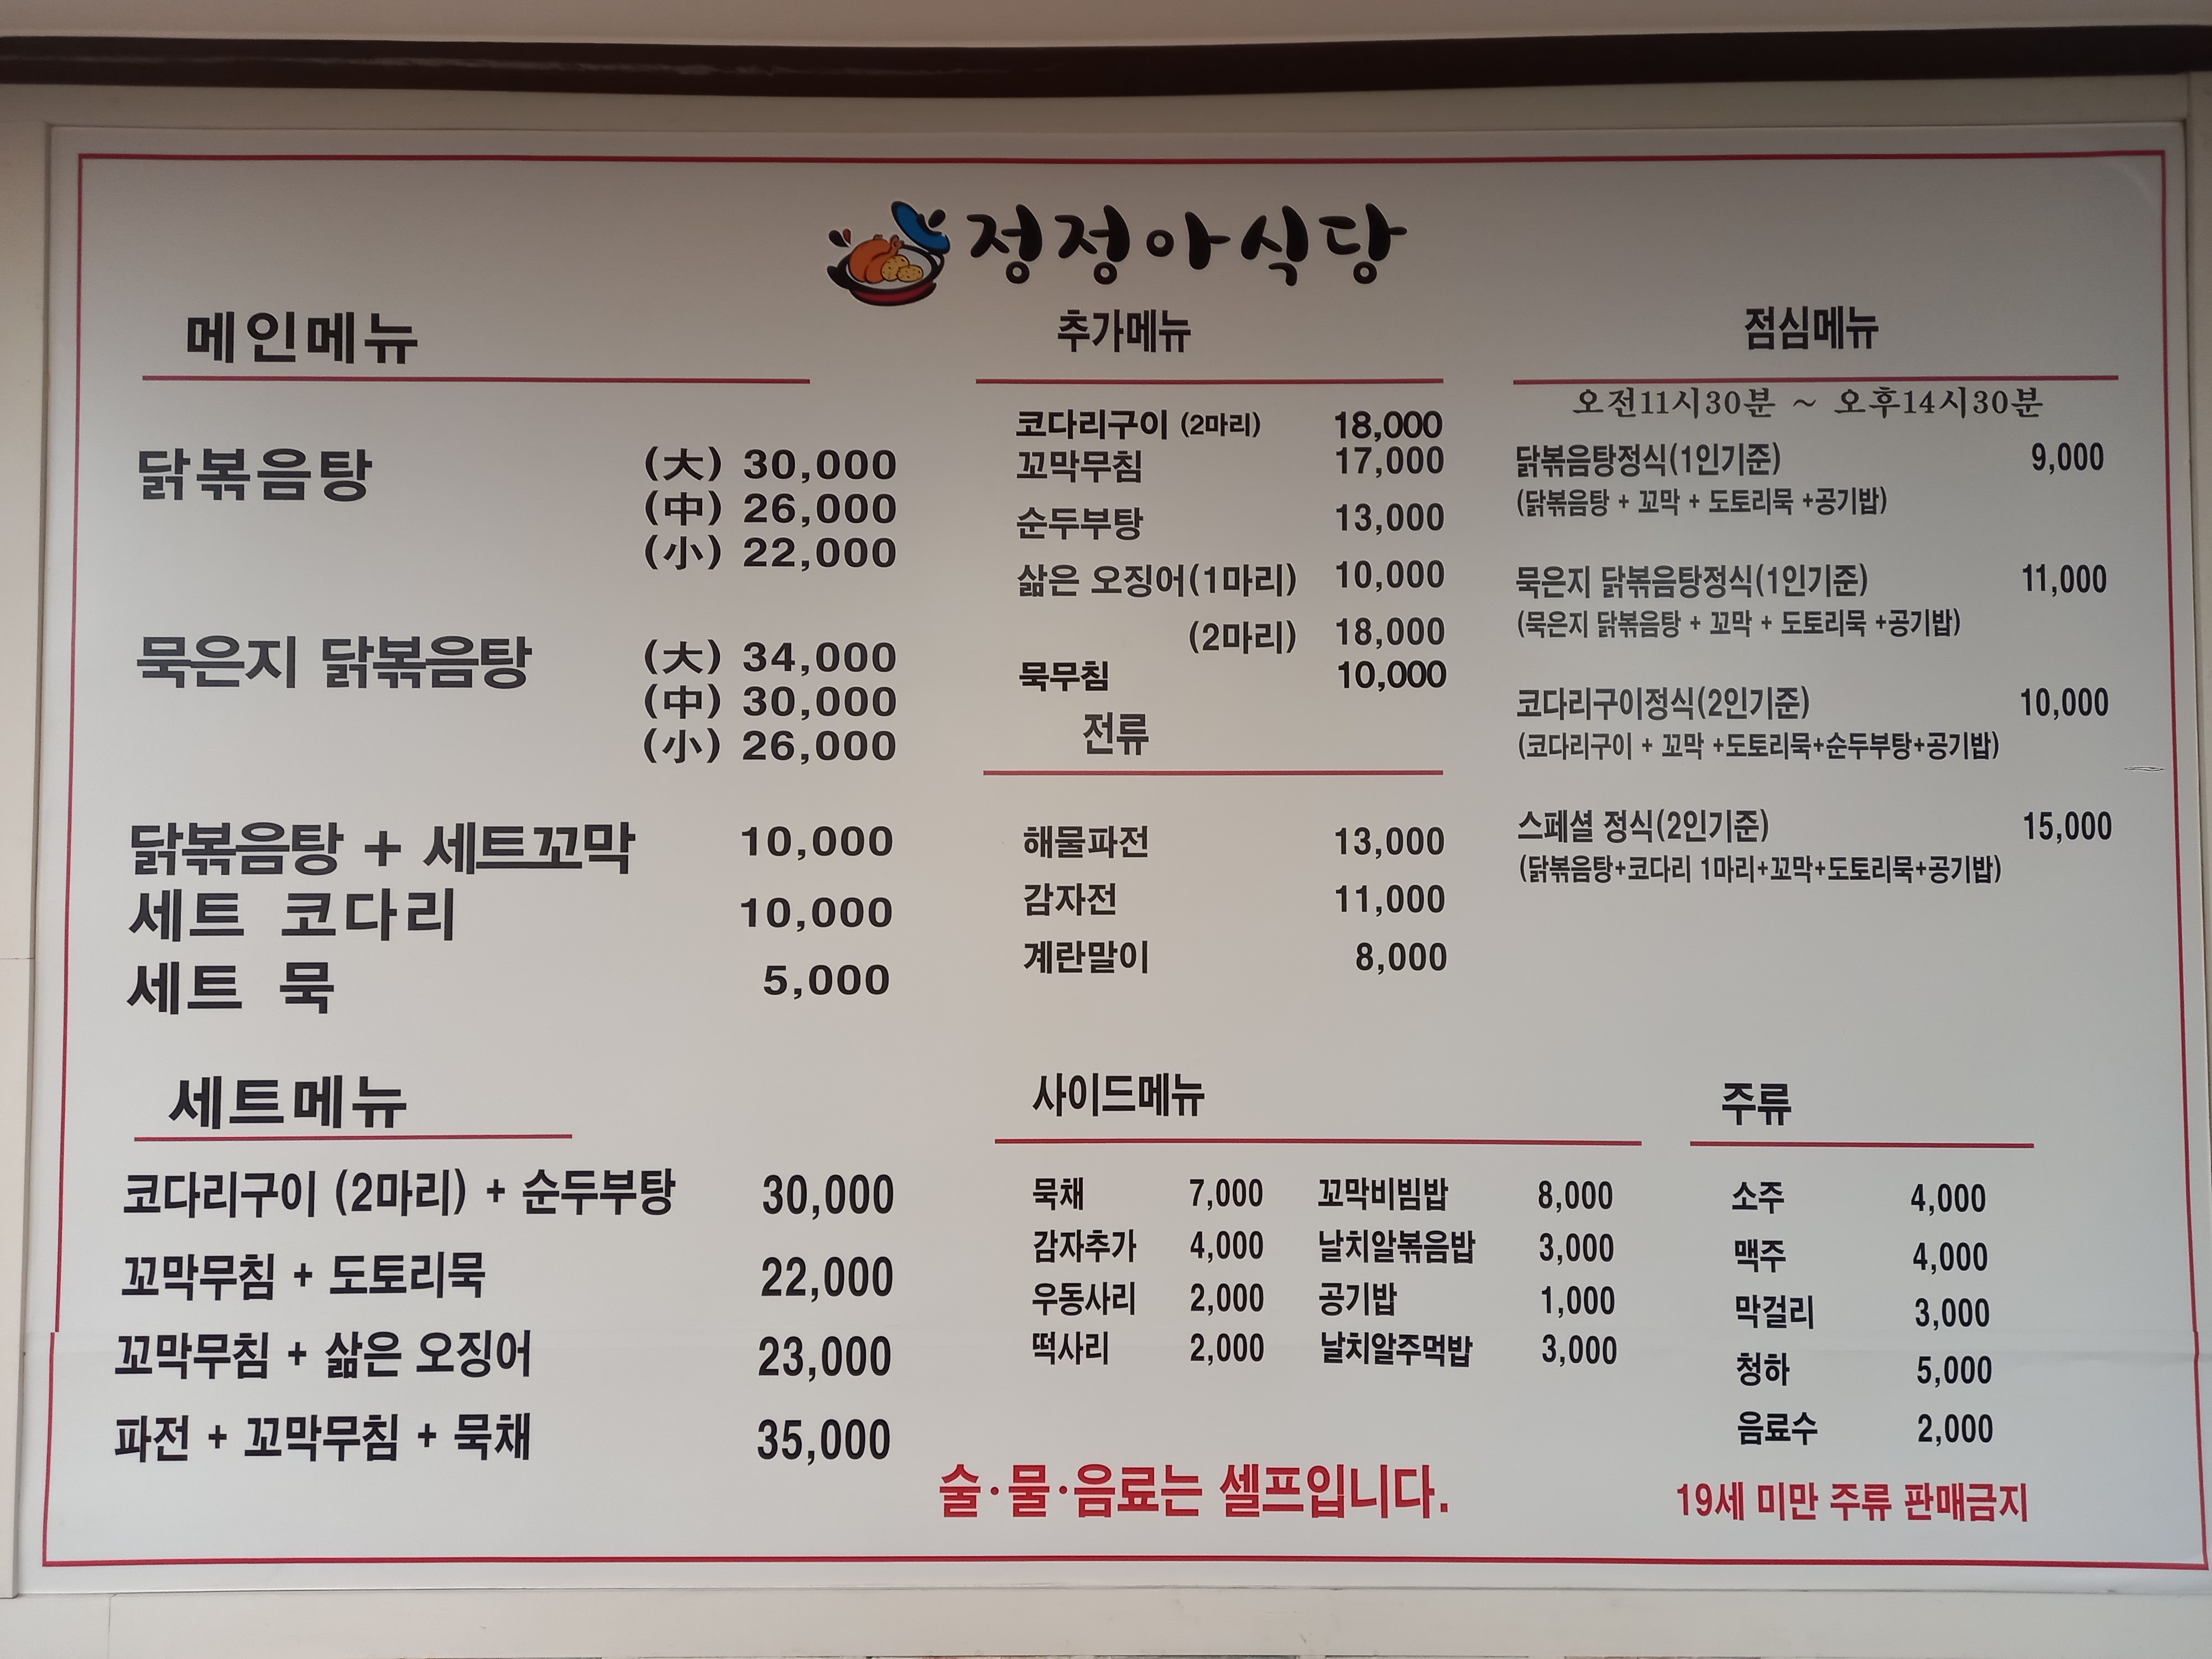 정정아식당
메인메뉴
닭볶음탕 (大) 30,000
(中) 26,000
(小) 22,000
묵은지 닭볶음탕 (大) 34,000
(中) 30,000
(小) 26,000
닭볶음탕 + 세트꼬막 10,000
세트 코다리 10,000
세트 묵 5,000
추가메뉴
코다리구이 (2마리) 18,000
꼬막무침 17,000
순두부탕 13,000
삶은 오징어(1마리) 10,000
(2마리) 18,000
묵무침 10,000
전류
해물파전 13,000
감자전 11,000
계란말이 8,000
점심메뉴
오전11시30분 ~ 오후14시30분
닭볶음탕정식(1인기준) 9,000
(닭볶음탕 + 꼬막 + 도토리묵 +공기밥)
묵은지 닭볶음탕정식(1인기준) 11,000
(묵은지 닭볶음탕 + 꼬막 + 도토리묵 +공기밥)
코다리구이정식(2인기준) 10,000
(코다리구이 + 꼬막 +도토리묵+순두부탕+공기밥)
스페셜 정식(2인기준) 15,000
(닭볶음탕+코다리 1마리+꼬막+도토리묵+공기밥)
세트메뉴
코다리구이 (2마리) + 순두부탕 30,000
꼬막무침 + 도토리묵 22,000
꼬막무침 + 삶은 오징어 23,000
파전 + 꼬막무침 + 묵채 35,000
사이드메뉴
묵채 7,000 꼬막비빔밥 8,000
감자추가 4,000 날치알볶음밥 3,000
우동사리 2,000 공기밥 1,000
떡사리 2,000 날치알주먹밥 3,000
주류
소주 4,000
맥주 4,000
막걸리 3,000
청하 5,000
음료수 2,000
술·물·음료는 셀프입니다.
19세 미만 주류 판매금지